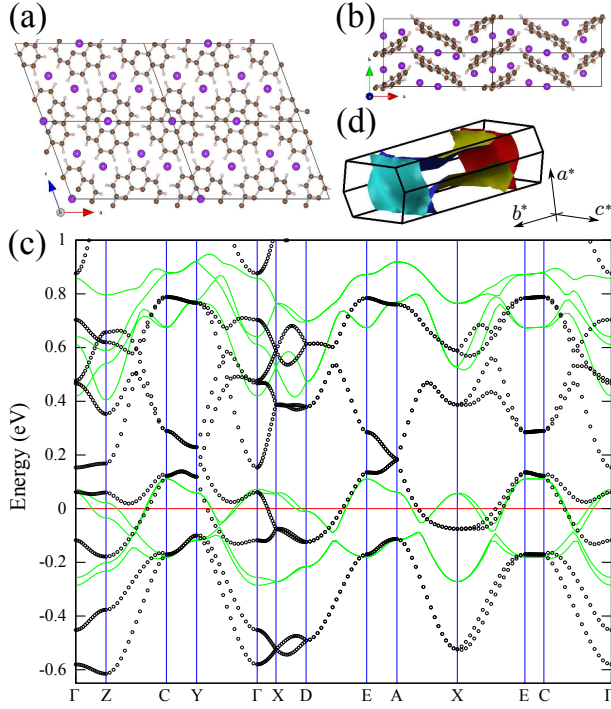 (a)
(b)
c
b
a
b
a
(d)
a*
b*
c*
(c)
Energy (eV)
1
0.8
0.6
0.4
0.2
0
-0.2
-0.4
-0.6
Γ Z C Y Γ X D E A X E C Γ